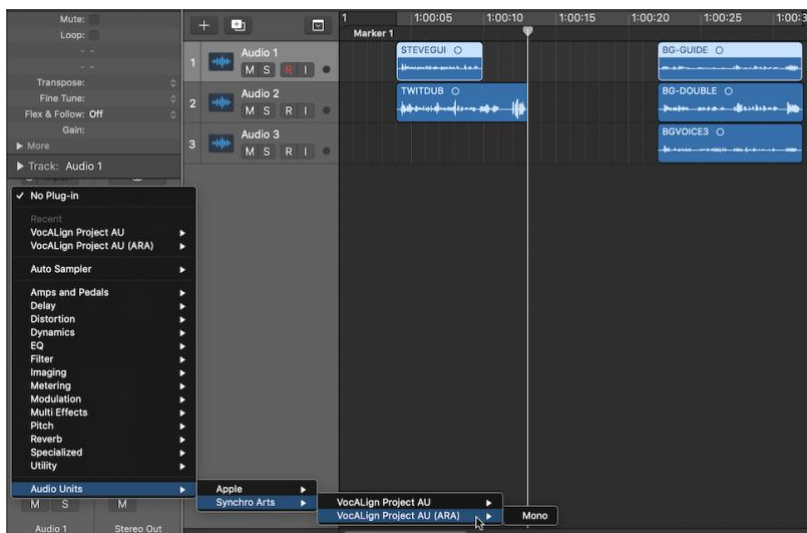 Mute:
Loop:
Transpose:
Fine Tune:
Flex & Follow: Off
Gain:
More
Track: Audio 1
1 1:00:05 1:00:10 1:00:15 1:00:20 1:00:25 1:00:3
Marker 1
1 Audio 1
M S R I
2 Audio 2
M S R I
3 Audio 3
M S R I
STEVEGUI
BG-GUIDE
TWITDUB
BG-DOUBLE
BGVOICE3
No Plug-in
Recent
VocALign Project AU
VocALign Project AU (ARA)
Auto Sampler
Amps and Pedals
Delay
Distortion
Dynamics
EQ
Filter
Imaging
Metering
Modulation
Multi Effects
Pitch
Reverb
Specialized
Utility
Audio Units
Apple
Synchro Arts
VocALign Project AU
VocALign Project AU (ARA)
Mono
M S M
Audio 1 Stereo Out